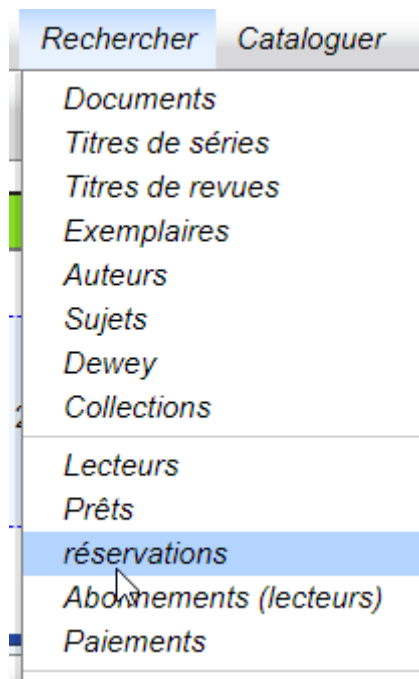 Rechercher Cataloguer
Documents
Titres de séries
Titres de revues
Exemplaires
Auteurs
Sujets
Dewey
Collections
Lecteurs
Prêts
réservations
Abonnements (lecteurs)
Paiements